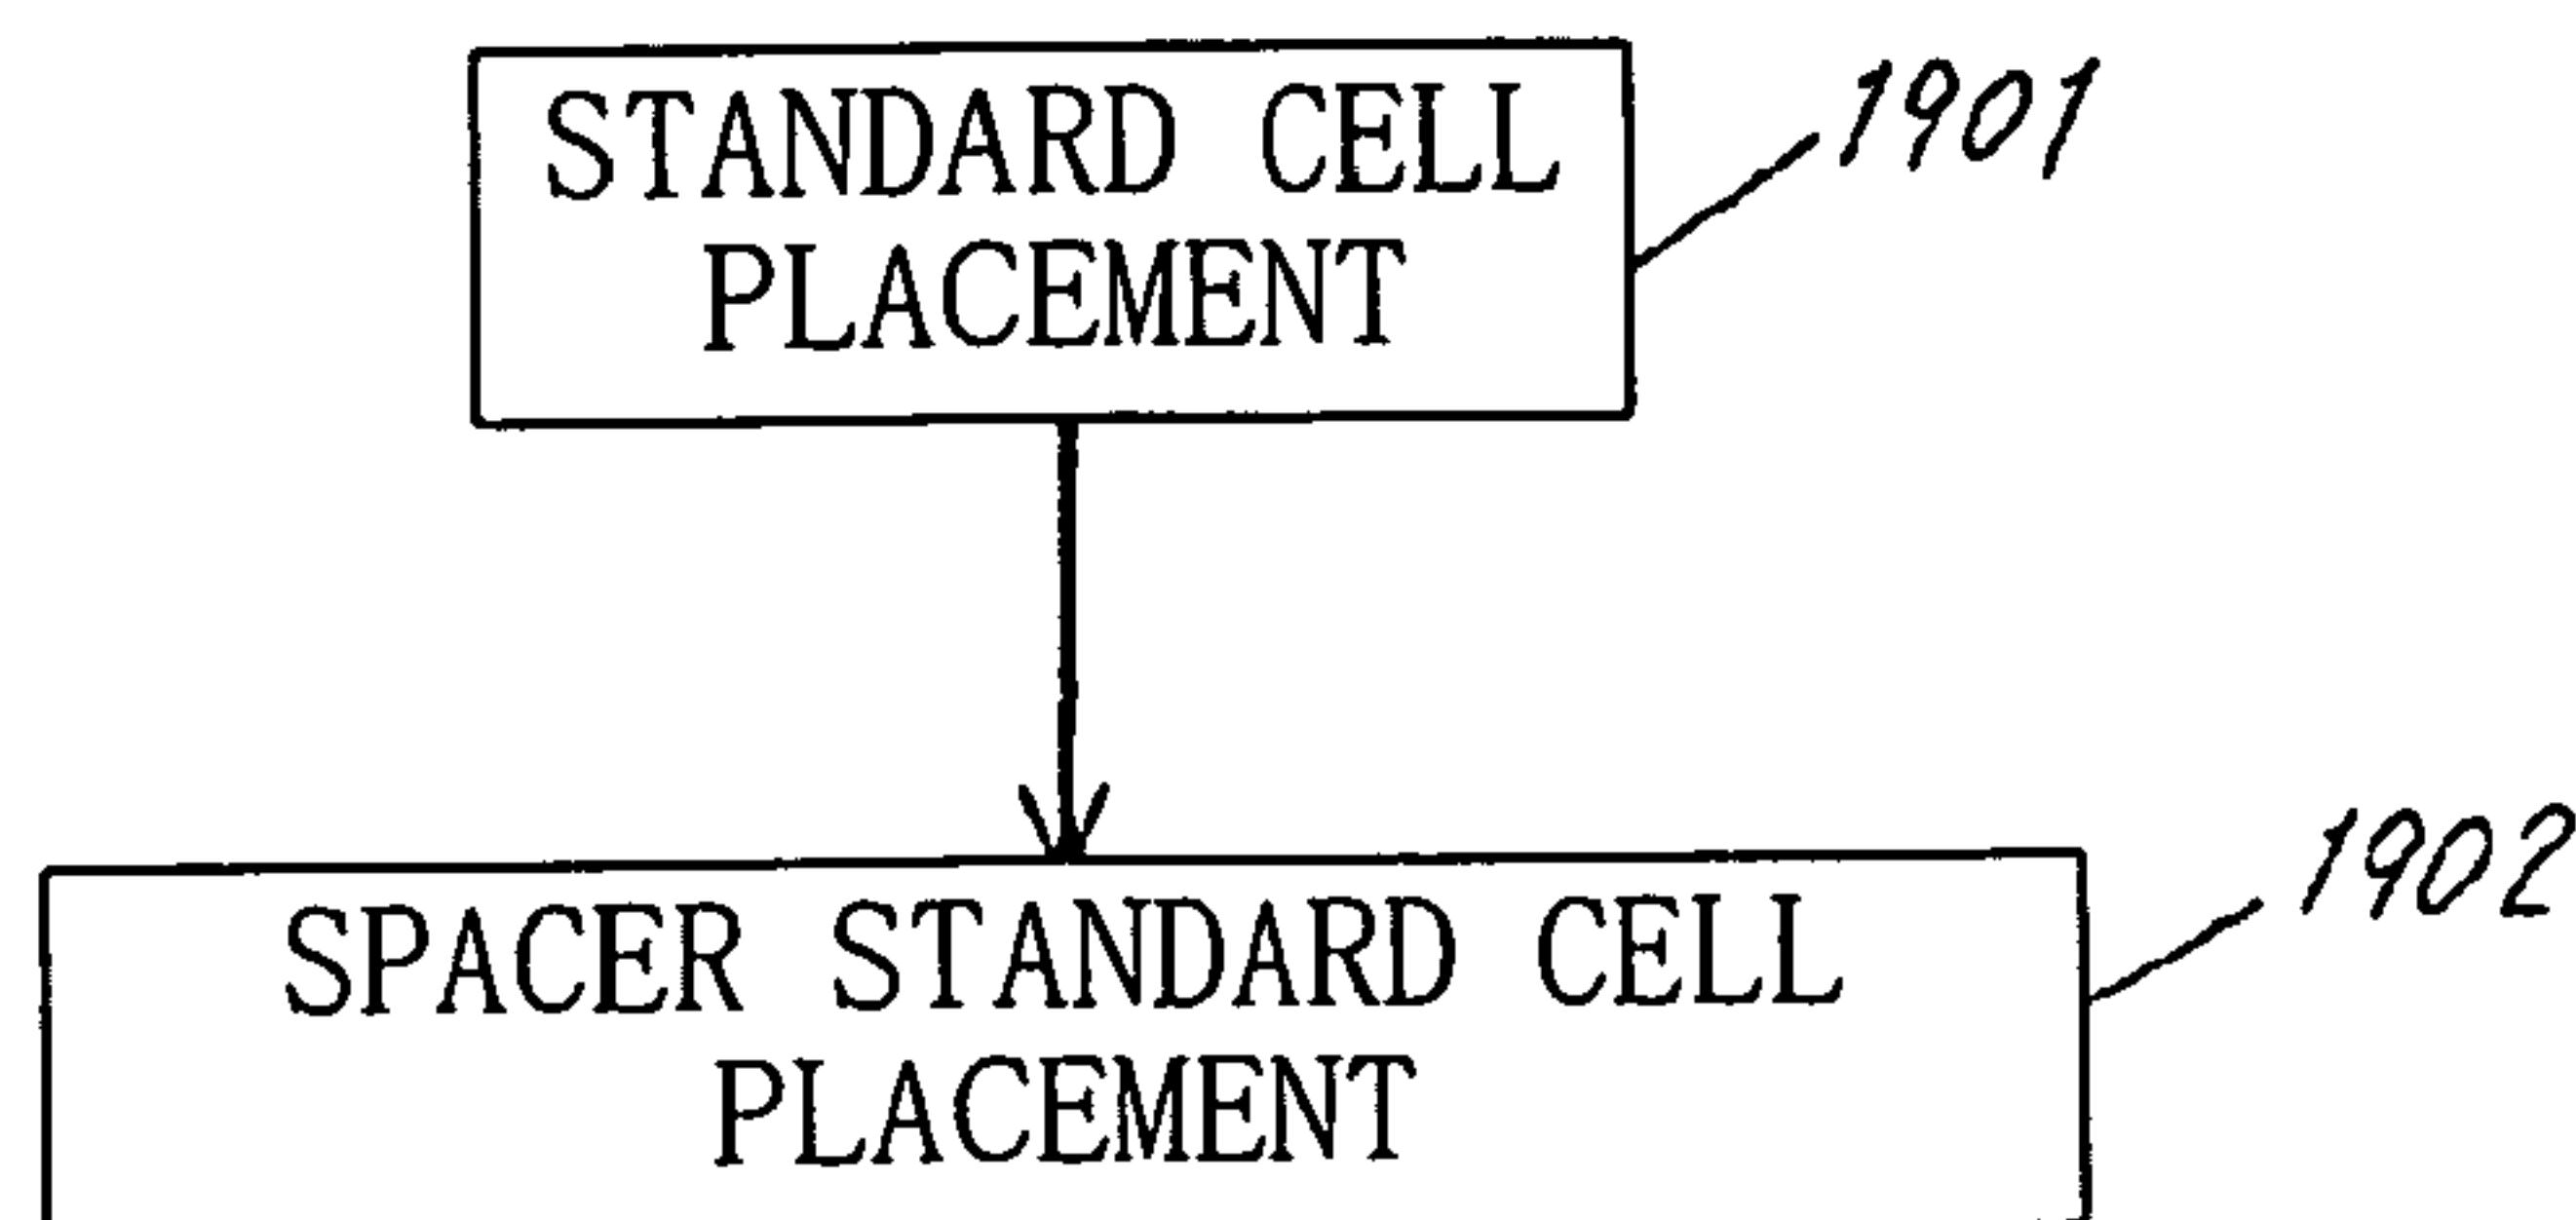 STANDARD CELL
PLACEMENT
1901
SPACER STANDARD CELL
PLACEMENT
1902